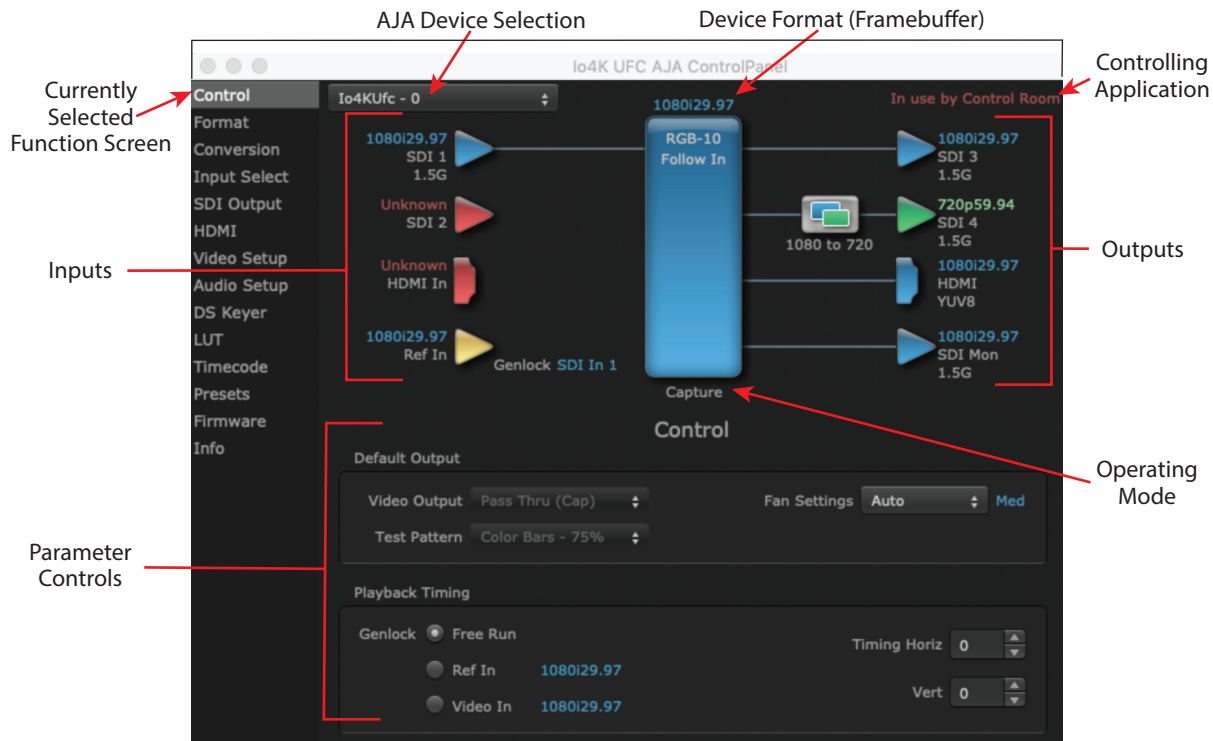 AJA Device Selection
Device Format (Framebuffer)
Currently
Selected
Function Screen
Controlling
Application
Io4K UFC AJA ControlPanel
Control
Format
Conversion
Input Select
SDI Output
HDMI
Video Setup
Audio Setup
DS Keyer
LUT
Timecode
Presets
Firmware
Info
Io4KUfc - 0
1080i29.97
In use by Control Room
Inputs
1080i29.97
SDI 1
1.5G
Unknown
SDI 2
Unknown
HDMI In
1080i29.97
Ref In
Genlock SDI In 1
RGB-10
Follow In
Capture
1080 to 720
1080i29.97
SDI 3
1.5G
720p59.94
SDI 4
1.5G
1080i29.97
HDMI
YUV8
1080i29.97
SDI Mon
1.5G
Outputs
Operating
Mode
Parameter
Controls
Control
Default Output
Video Output Pass Thru (Cap)
Fan Settings Auto Med
Test Pattern Color Bars - 75%
Playback Timing
Genlock Free Run
Ref In 1080i29.97
Video In 1080i29.97
Timing Horiz 0
Vert 0